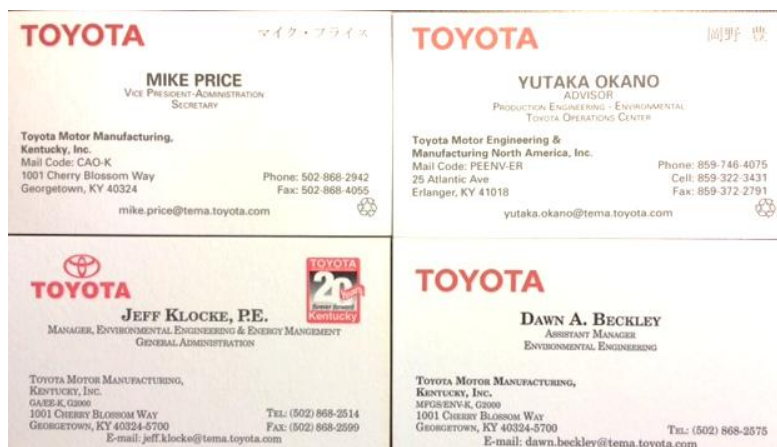 TOYOTA
マイク・プライス
MIKE PRICE
VICE PRESIDENT-ADMINISTRATION
SECRETARY
Toyota Motor Manufacturing,
Kentucky, Inc.
Mail Code: CAO-K
1001 Cherry Blossom Way
Phone: 502-868-2942
Georgetown, KY 40324
Fax: 502-868-4055
mike.price@tema.toyota.com
TOYOTA
岡野 豊
YUTAKA OKANO
ADVISOR
PRODUCTION ENGINEERING - ENVIRONMENTAL
TOYOTA OPERATIONS CENTER
Toyota Motor Engineering &
Manufacturing North America, Inc.
Mail Code: PEENV-ER
Phone: 859-746-4075
25 Atlantic Ave
Cell: 859-322-3431
Erlanger, KY 41018
Fax: 859-372-2791
yutaka.okano@tema.toyota.com
TOYOTA
TOYOTA
20 Years
Kentucky
JEFF KLOCKE, P.E.
MANAGER, ENVIRONMENTAL ENGINEERING & ENERGY MANGEMENT
GENERAL ADMINISTRATION
TOYOTA MOTOR MANUFACTURING,
KENTUCKY, INC.
GA/EE-K, G2000
1001 CHERRY BLOSSOM WAY
TEL: (502) 868-2514
GEORGETOWN, KY 40324-5700
FAX: (502) 868-2599
E-mail: jeff.klocke@tema.toyota.com
TOYOTA
DAWN A. BECKLEY
ASSISTANT MANAGER
ENVIRONMENTAL ENGINEERING
TOYOTA MOTOR MANUFACTURING,
KENTUCKY, INC.
MFGS/ENV-K, G2000
1001 CHERRY BLOSSOM WAY
GEORGETOWN, KY 40324-5700
TEL: (502) 868-2575
E-mail: dawn.beckley@tema.toyota.com